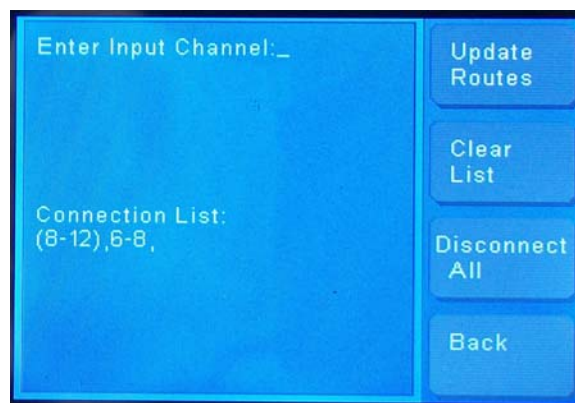 Enter Input Channel:_
Connection List:
(8-12),6-8,
Update
Routes
Clear
List
Disconnect
All
Back